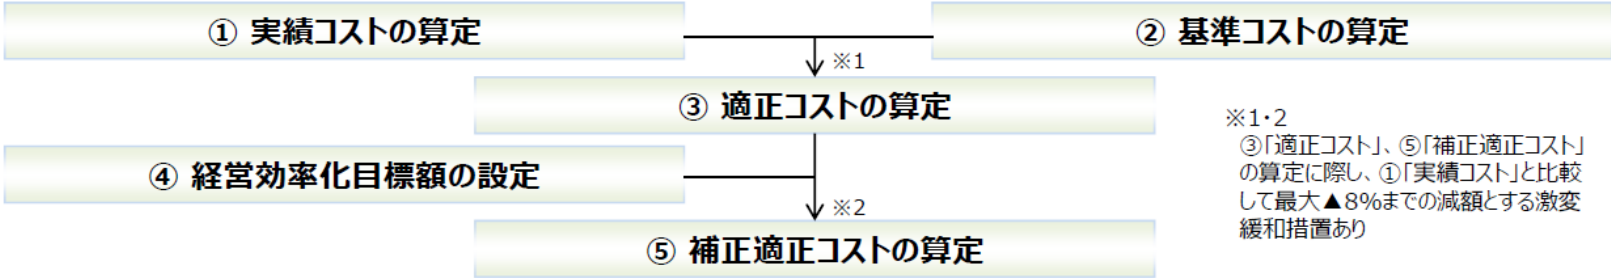 ① 実績コストの算定
② 基準コストの算定
※1
③ 適正コストの算定
④ 経営効率化目標額の設定
※2
⑤ 補正適正コストの算定
※1・2
③「適正コスト」、⑤「補正適正コスト」
の算定に際し、①「実績コスト」と比較
して最大▲8%までの減額とする激変
緩和措置あり